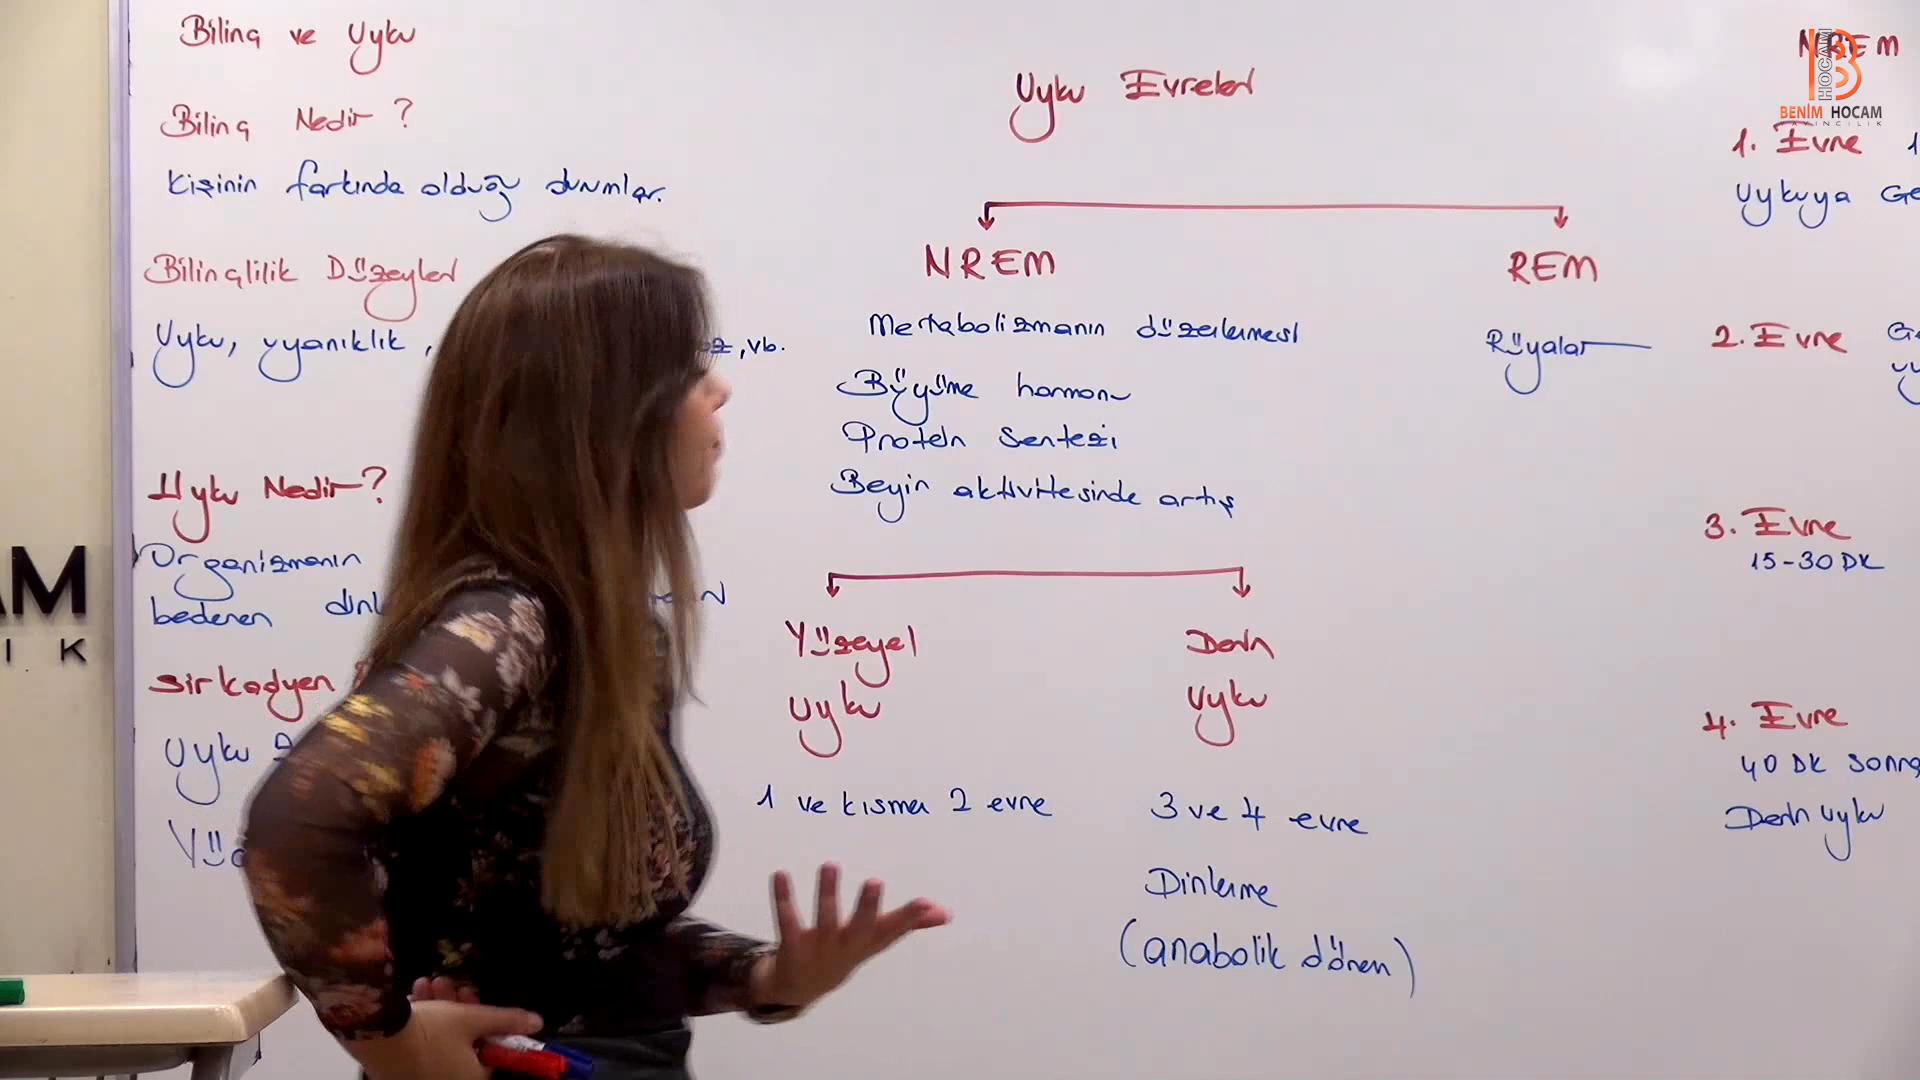 Bilinç ve Uyku
Bilinç Nedir?
Kişinin farkında olduğu durumlar.
Bilinçlilik Düzeyleri
Uyku, uyanıklık,
, vb.
Uyku Nedir?
Organizmanın
bedenen
Sirkadyen
Uyku
Uyku Evreleri
NREM
REM
Metabolizmanın düzenlenmesi
Büyüme hormonu
Protein Sentezi
Beyin aktivitesinde artış
Rüyalar
Yüzeyel
Uyku
Derin
Uyku
1 ve kısmen 2 evre
3 ve 4 evre
Dinlenme
(anabolik dönem)
NREM
1. Evre
Uykuya
2. Evre
3. Evre
15-30 DK
4. Evre
40 DK Sonra
Derin uyku
HOCAM
BENİM HOCAM
YAYINCILIK
AM
I K